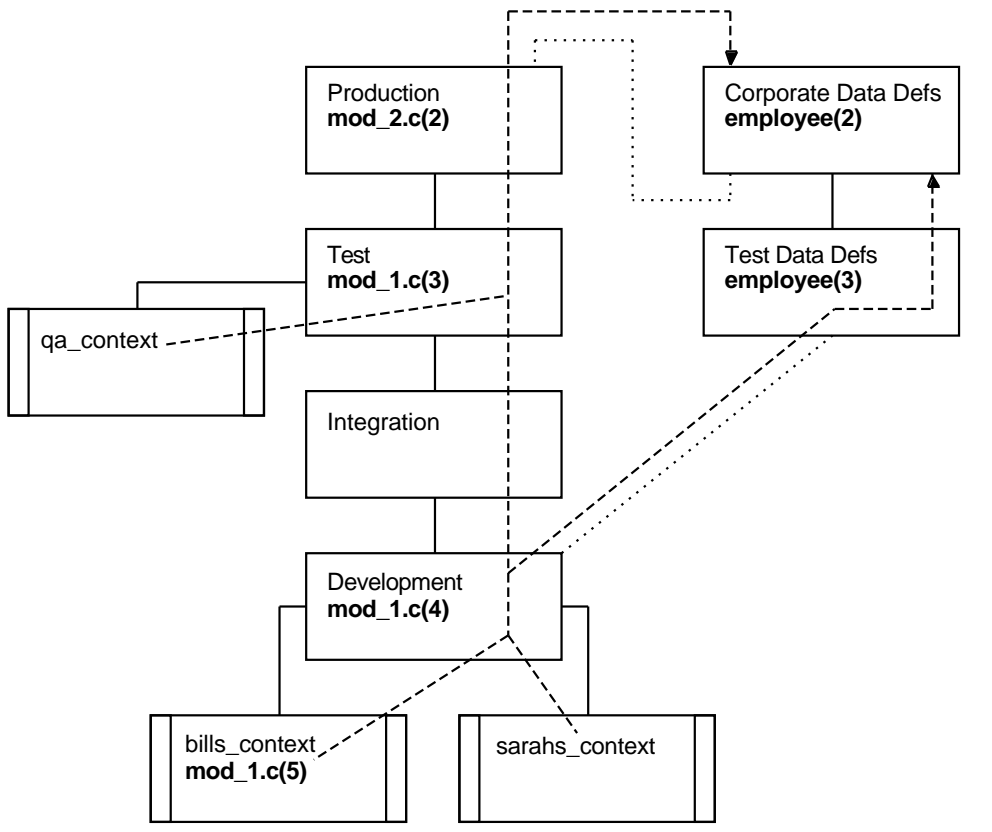 Production
mod_2.c(2)
Corporate Data Defs
employee(2)
Test
mod_1.c(3)
Test Data Defs
employee(3)
qa_context
Integration
Development
mod_1.c(4)
bills_context
mod_1.c(5)
sarahs_context